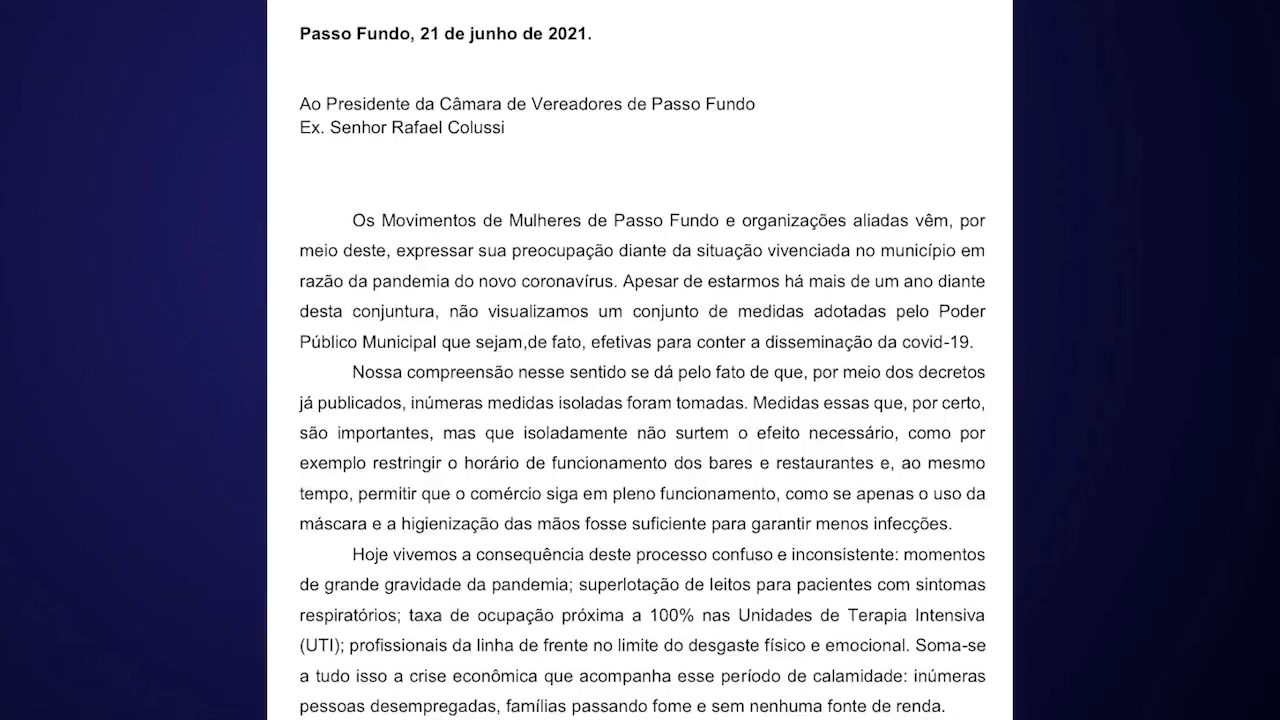 Passo Fundo, 21 de junho de 2021.
Ao Presidente da Câmara de Vereadores de Passo Fundo
Ex. Senhor Rafael Colussi
Os Movimentos de Mulheres de Passo Fundo e organizações aliadas vêm, por
meio deste, expressar sua preocupação diante da situação vivenciada no município em
razão da pandemia do novo coronavírus. Apesar de estarmos há mais de um ano diante
desta conjuntura, não visualizamos um conjunto de medidas adotadas pelo Poder
Público Municipal que sejam,de fato, efetivas para conter a disseminação da covid-19.
Nossa compreensão nesse sentido se dá pelo fato de que, por meio dos decretos
já publicados, inúmeras medidas isoladas foram tomadas. Medidas essas que, por certo,
são importantes, mas que isoladamente não surtem o efeito necessário, como por
exemplo restringir o horário de funcionamento dos bares e restaurantes e, ao mesmo
tempo, permitir que o comércio siga em pleno funcionamento, como se apenas o uso da
máscara e a higienização das mãos fosse suficiente para garantir menos infecções.
Hoje vivemos a consequência deste processo confuso e inconsistente: momentos
de grande gravidade da pandemia; superlotação de leitos para pacientes com sintomas
respiratórios; taxa de ocupação próxima a 100% nas Unidades de Terapia Intensiva
(UTI); profissionais da linha de frente no limite do desgaste físico e emocional. Soma-se
a tudo isso a crise econômica que acompanha esse período de calamidade: inúmeras
pessoas desempregadas, famílias passando fome e sem nenhuma fonte de renda.